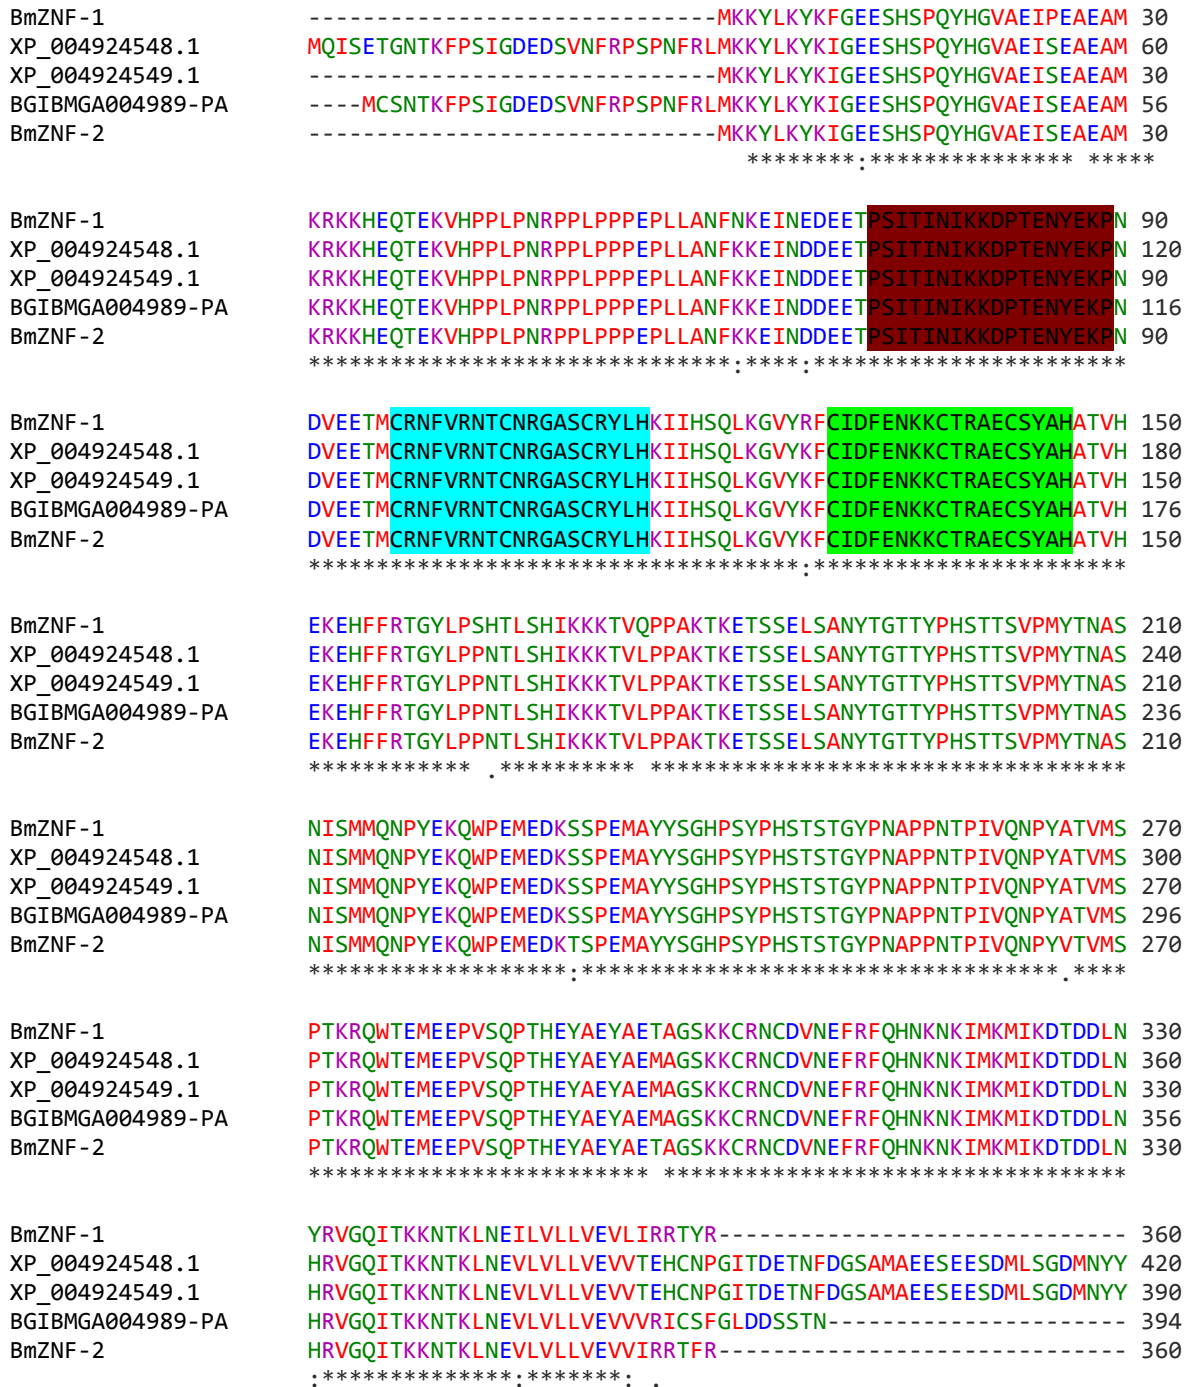 BmZNF-1 ------------------------------MKKYLKYKFGEESHSPQYHGVAEIPEAEAM 30
XP_004924548.1 MQISETGNTKFPSIGDEDSVNFRPSPNFRLMKKYLKYKIGEESHSPQYHGVAEISEAEAM 60
XP_004924549.1 ------------------------------MKKYLKYKIGEESHSPQYHGVAEISEAEAM 30
BGIBMGA004989-PA ----MCSNTKFPSIGDEDSVNFRPSPNFRLMKKYLKYKIGEESHSPQYHGVAEISEAEAM 56
BmZNF-2 ------------------------------MKKYLKYKIGEESHSPQYHGVAEISEAEAM 30
********:*************** *****
BmZNF-1 KRKKHEQTEKVHPPLPNRPPLPPPEPLLANFNKEINEDEETPSITINIKKDPTENYEKPN 90
XP_004924548.1 KRKKHEQTEKVHPPLPNRPPLPPPEPLLANFKKEINDDEETPSITINIKKDPTENYEKPN 120
XP_004924549.1 KRKKHEQTEKVHPPLPNRPPLPPPEPLLANFKKEINDDEETPSITINIKKDPTENYEKPN 90
BGIBMGA004989-PA KRKKHEQTEKVHPPLPNRPPLPPPEPLLANFKKEINDDEETPSITINIKKDPTENYEKPN 116
BmZNF-2 KRKKHEQTEKVHPPLPNRPPLPPPEPLLANFKKEINDDEETPSITINIKKDPTENYEKPN 90
*******************************:****:***********************
BmZNF-1 DVEETMCRNFVRNTCNRGASCRYLHKIIHSQLKGVYRFCIDFENKKCTRAECSYAHATVH 150
XP_004924548.1 DVEETMCRNFVRNTCNRGASCRYLHKIIHSQLKGVYKFCIDFENKKCTRAECSYAHATVH 180
XP_004924549.1 DVEETMCRNFVRNTCNRGASCRYLHKIIHSQLKGVYKFCIDFENKKCTRAECSYAHATVH 150
BGIBMGA004989-PA DVEETMCRNFVRNTCNRGASCRYLHKIIHSQLKGVYKFCIDFENKKCTRAECSYAHATVH 176
BmZNF-2 DVEETMCRNFVRNTCNRGASCRYLHKIIHSQLKGVYKFCIDFENKKCTRAECSYAHATVH 150
************************************:***********************
BmZNF-1 EKEHFFRTGYLPSHTLSHIKKKTVQPPAKTKETSSELSANYTGTTYPHSTTSVPMYTNAS 210
XP_004924548.1 EKEHFFRTGYLPPNTLSHIKKKTVLPPAKTKETSSELSANYTGTTYPHSTTSVPMYTNAS 240
XP_004924549.1 EKEHFFRTGYLPPNTLSHIKKKTVLPPAKTKETSSELSANYTGTTYPHSTTSVPMYTNAS 210
BGIBMGA004989-PA EKEHFFRTGYLPPNTLSHIKKKTVLPPAKTKETSSELSANYTGTTYPHSTTSVPMYTNAS 236
BmZNF-2 EKEHFFRTGYLPPNTLSHIKKKTVLPPAKTKETSSELSANYTGTTYPHSTTSVPMYTNAS 210
************ .********** ***********************************
BmZNF-1 NISMMQNPYEKQWPEMEDKSSPEMAYYSGHPSYPHSTSTGYPNAPPNTPIVQNPYATVMS 270
XP_004924548.1 NISMMQNPYEKQWPEMEDKSSPEMAYYSGHPSYPHSTSTGYPNAPPNTPIVQNPYATVMS 300
XP_004924549.1 NISMMQNPYEKQWPEMEDKSSPEMAYYSGHPSYPHSTSTGYPNAPPNTPIVQNPYATVMS 270
BGIBMGA004989-PA NISMMQNPYEKQWPEMEDKSSPEMAYYSGHPSYPHSTSTGYPNAPPNTPIVQNPYATVMS 296
BmZNF-2 NISMMQNPYEKQWPEMEDKTSPEMAYYSGHPSYPHSTSTGYPNAPPNTPIVQNPYVTVMS 270
*******************:***********************************.****
BmZNF-1 PTKRQWTEMEEPVSQPTHEYAEYAETAGSKKCRNCDVNEFRFQHNKNKIMKMIKDTDDLN 330
XP_004924548.1 PTKRQWTEMEEPVSQPTHEYAEYAEMAGSKKCRNCDVNEFRFQHNKNKIMKMIKDTDDLN 360
XP_004924549.1 PTKRQWTEMEEPVSQPTHEYAEYAEMAGSKKCRNCDVNEFRFQHNKNKIMKMIKDTDDLN 330
BGIBMGA004989-PA PTKRQWTEMEEPVSQPTHEYAEYAEMAGSKKCRNCDVNEFRFQHNKNKIMKMIKDTDDLN 356
BmZNF-2 PTKRQWTEMEEPVSQPTHEYAEYAETAGSKKCRNCDVNEFRFQHNKNKIMKMIKDTDDLN 330
************************* **********************************
BmZNF-1 YRVGQITKKNTKLNEILVLLVEVLIRRTYR------------------------------ 360
XP_004924548.1 HRVGQITKKNTKLNEVLVLLVEVVTEHCNPGITDETNFDGSAMAEESEESDMLSGDMNYY 420
XP_004924549.1 HRVGQITKKNTKLNEVLVLLVEVVTEHCNPGITDETNFDGSAMAEESEESDMLSGDMNYY 390
BGIBMGA004989-PA HRVGQITKKNTKLNEVLVLLVEVVVRICSFGLDDSSTN---------------------- 394
BmZNF-2 HRVGQITKKNTKLNEVLVLLVEVVIRRTFR------------------------------ 360
:**************:*******: .